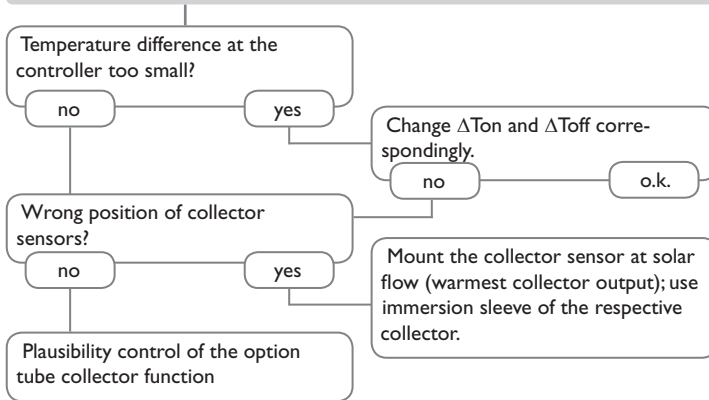 Temperature difference at the
controller too small?
no
yes
Change ΔTon and ΔToff corre-
spondingly.
no
o.k.
Wrong position of collector
sensors?
no
yes
Mount the collector sensor at solar
flow (warmest collector output); use
immersion sleeve of the respective
collector.
Plausibility control of the option
tube collector function